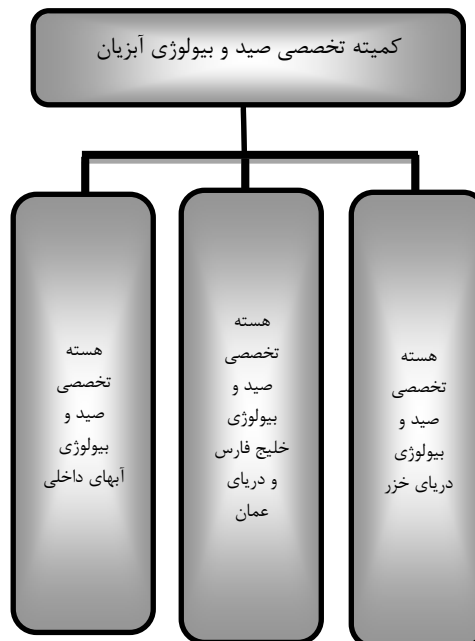 کمیته تخصصی صید و بیولوژی آبزیان
هسته
تخصصی
صید و
بیولوژی
دریای خزر
هسته
تخصصی
صید و
بیولوژی
خلیج فارس
و دریای
عمان
هسته
تخصصی
صید و
بیولوژی
آبهای داخلی